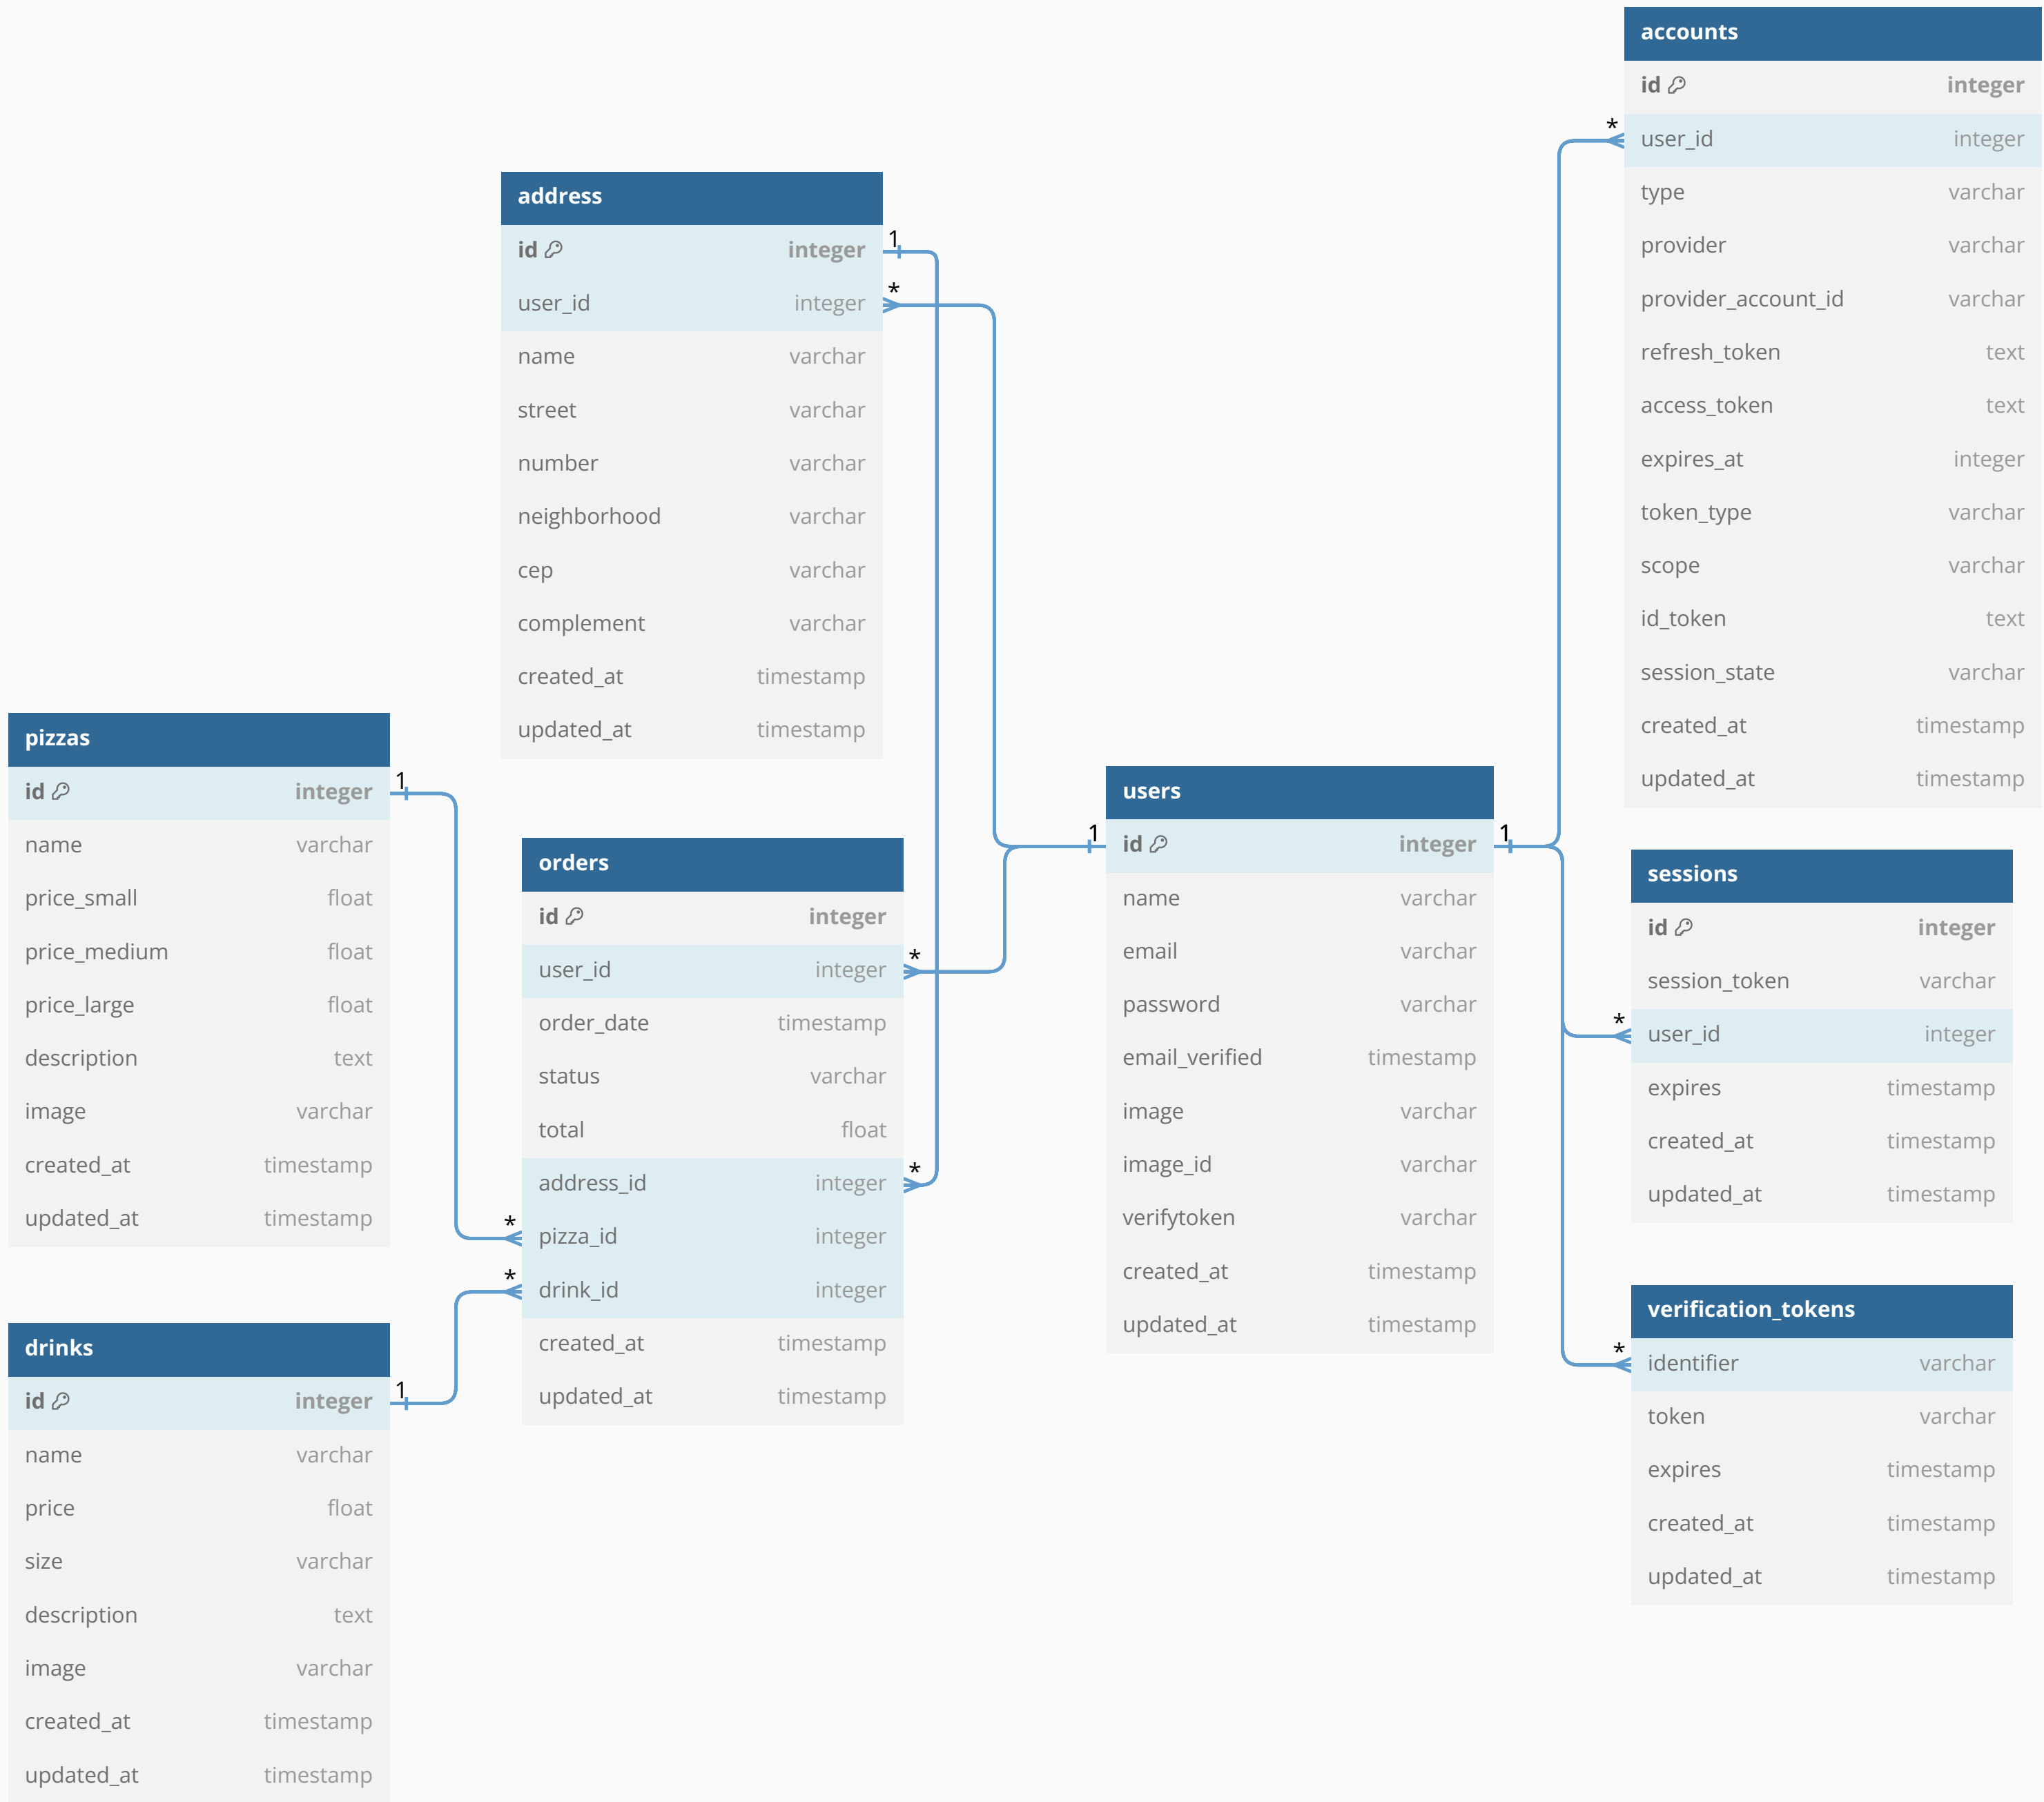 accounts
id integer
* user_id integer
type varchar
provider varchar
provider_account_id varchar
refresh_token text
access_token text
expires_at integer
token_type varchar
scope varchar
id_token text
session_state varchar
created_at timestamp
updated_at timestamp
address
id integer 1
user_id integer *
name varchar
street varchar
number varchar
neighborhood varchar
cep varchar
complement varchar
created_at timestamp
updated_at timestamp
pizzas
id integer 1
name varchar
price_small float
price_medium float
price_large float
description text
image varchar
created_at timestamp
updated_at timestamp
orders
id integer
user_id integer *
order_date timestamp
status varchar
total float
address_id integer *
* pizza_id integer
* drink_id integer
created_at timestamp
updated_at timestamp
users
1 id integer 1
name varchar
email varchar
password varchar
email_verified timestamp
image varchar
image_id varchar
verifytoken varchar
created_at timestamp
updated_at timestamp
sessions
id integer
session_token varchar
* user_id integer
expires timestamp
created_at timestamp
updated_at timestamp
verification_tokens
* identifier varchar
token varchar
expires timestamp
created_at timestamp
updated_at timestamp
drinks
id integer 1
name varchar
price float
size varchar
description text
image varchar
created_at timestamp
updated_at timestamp